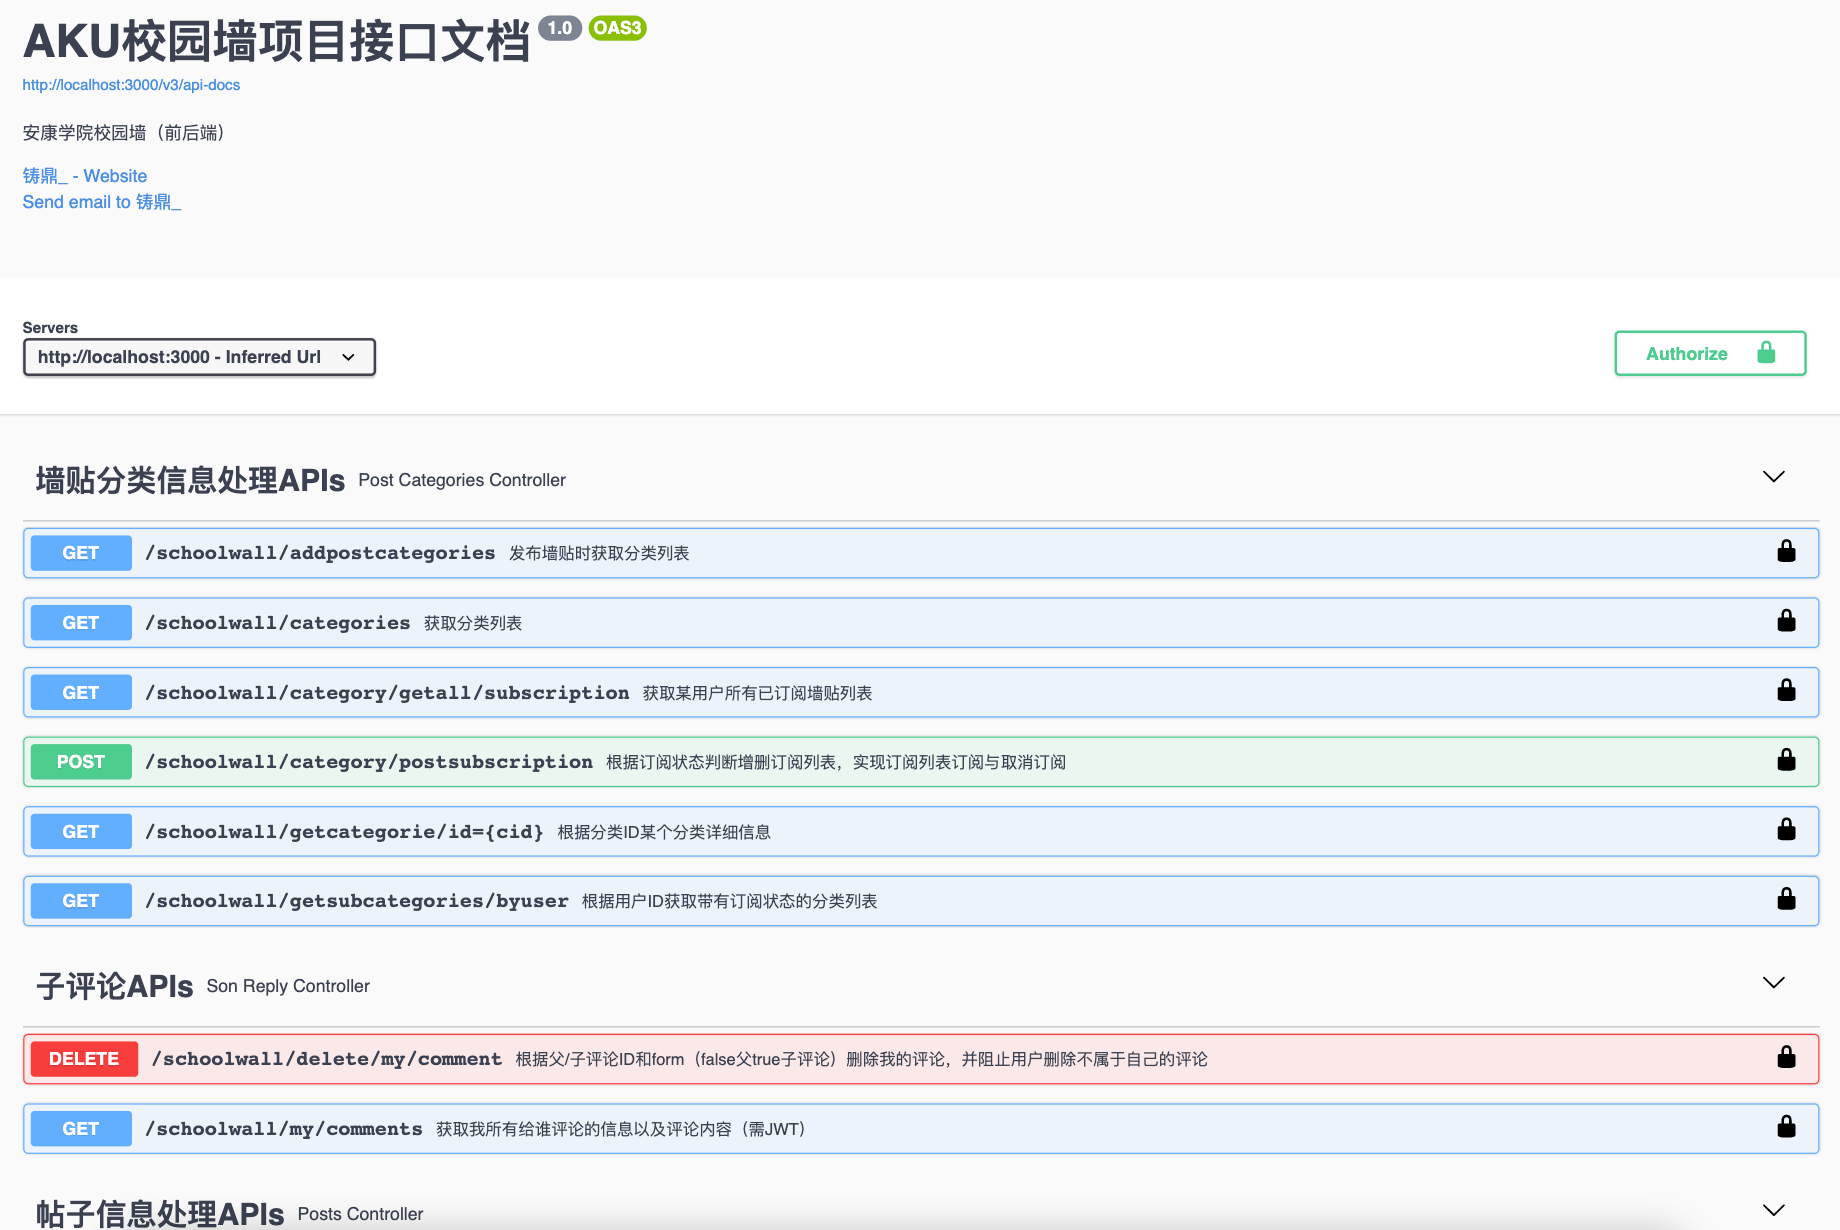 AKU校园墙项目接口文档 1.0 OAS3
http://localhost:3000/v3/api-docs
安康学院校园墙（前后端）
铸鼎_ - Website
Send email to 铸鼎_
Servers
http://localhost:3000 - Inferred Url
Authorize
墙贴分类信息处理APIs Post Categories Controller
GET /schoolwall/addpostcategories 发布墙贴时获取分类列表
GET /schoolwall/categories 获取分类列表
GET /schoolwall/category/getall/subscription 获取某用户所有已订阅墙贴列表
POST /schoolwall/category/postsubscription 根据订阅状态判断增删订阅列表，实现订阅列表订阅与取消订阅
GET /schoolwall/getcategorie/id={cid} 根据分类ID某个分类详细信息
GET /schoolwall/getsubcategories/byuser 根据用户ID获取带有订阅状态的分类列表
子评论APIs Son Reply Controller
DELETE /schoolwall/delete/my/comment 根据父/子评论ID和form（false父true子评论）删除我的评论，并阻止用户删除不属于自己的评论
GET /schoolwall/my/comments 获取我所有给谁评论的信息以及评论内容（需JWT）
帖子信息处理APIs Posts Controller